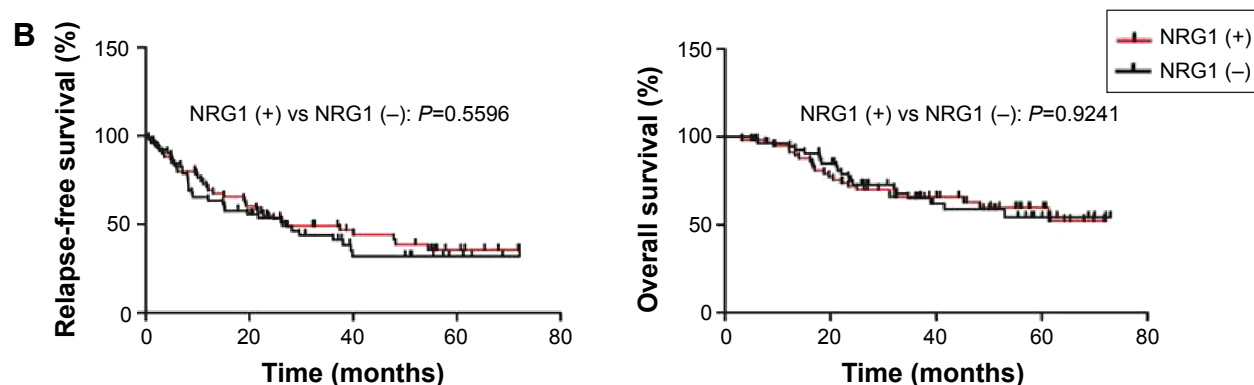 B
Relapse-free survival (%)
150
100
50
0
NRG1 (+) vs NRG1 (–): P=0.5596
0 20 40 60 80
Time (months)
Overall survival (%)
150
100
50
0
NRG1 (+) vs NRG1 (–): P=0.9241
0 20 40 60 80
Time (months)
NRG1 (+)
NRG1 (–)